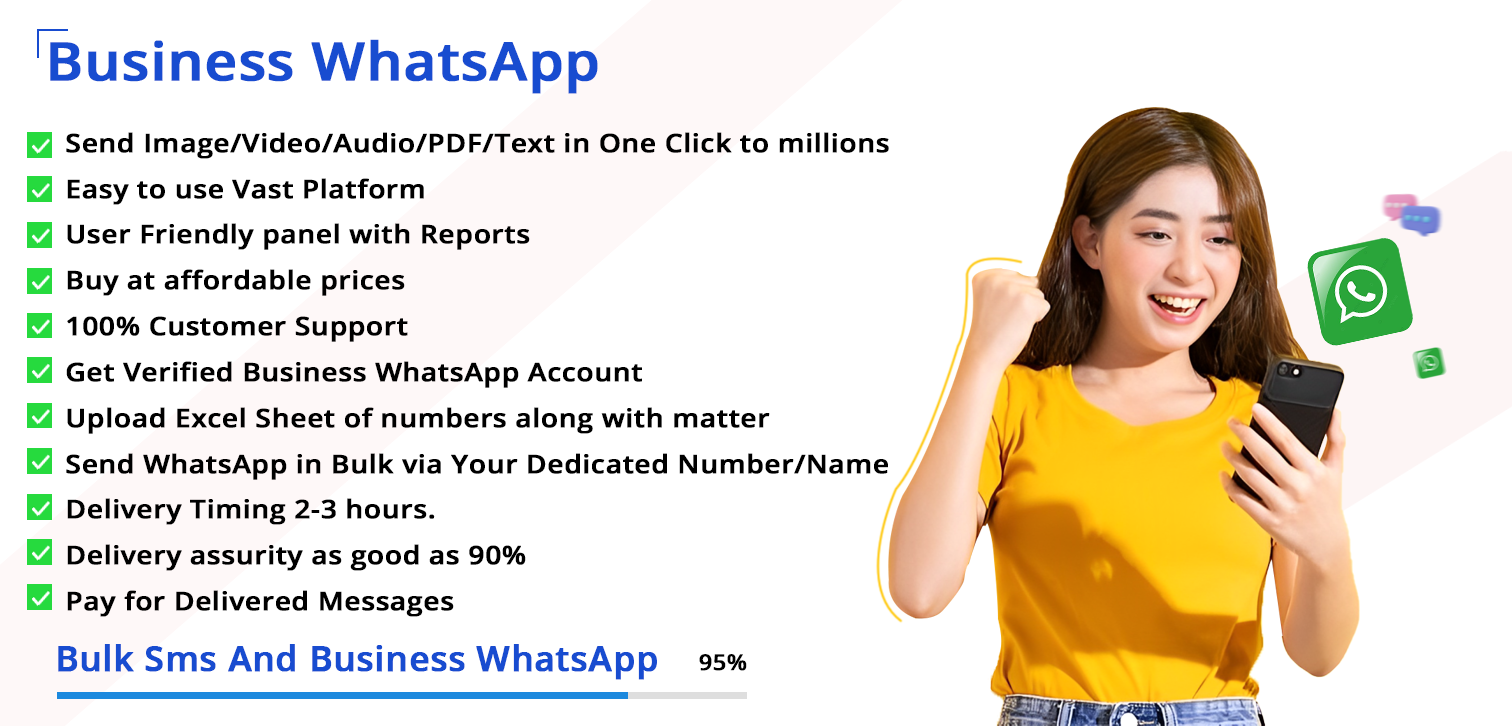 Business WhatsApp
Send Image/Video/Audio/PDF/Text in One Click to millions
Easy to use Vast Platform
User Friendly panel with Reports
Buy at affordable prices
100% Customer Support
Get Verified Business WhatsApp Account
Upload Excel Sheet of numbers along with matter
Send WhatsApp in Bulk via Your Dedicated Number/Name
Delivery Timing 2-3 hours.
Delivery assurity as good as 90%
Pay for Delivered Messages
Bulk Sms And Business WhatsApp 95%